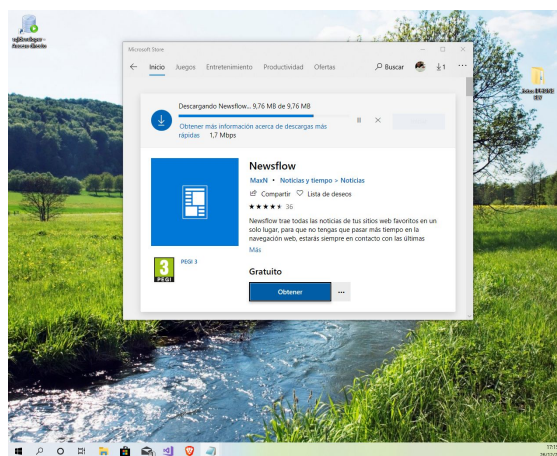 Microsoft Store
Inicio Juegos Entretenimiento Productividad Ofertas Buscar 1
Descargando Newsflow... 9,76 MB de 9,76 MB
Obtener más información acerca de descargas más
rápidas 1,7 Mbps
Newsflow
MaxN • Noticias y tiempo > Noticias
Compartir Lista de deseos
36
Newsflow trae todas las noticias de tus sitios web favoritos en un
solo lugar, para que no tengas que pasar más tiempo en la
navegación web, estarás siempre en contacto con las últimas
Más
3
PEGI
PEGI 3
Gratuito
Obtener